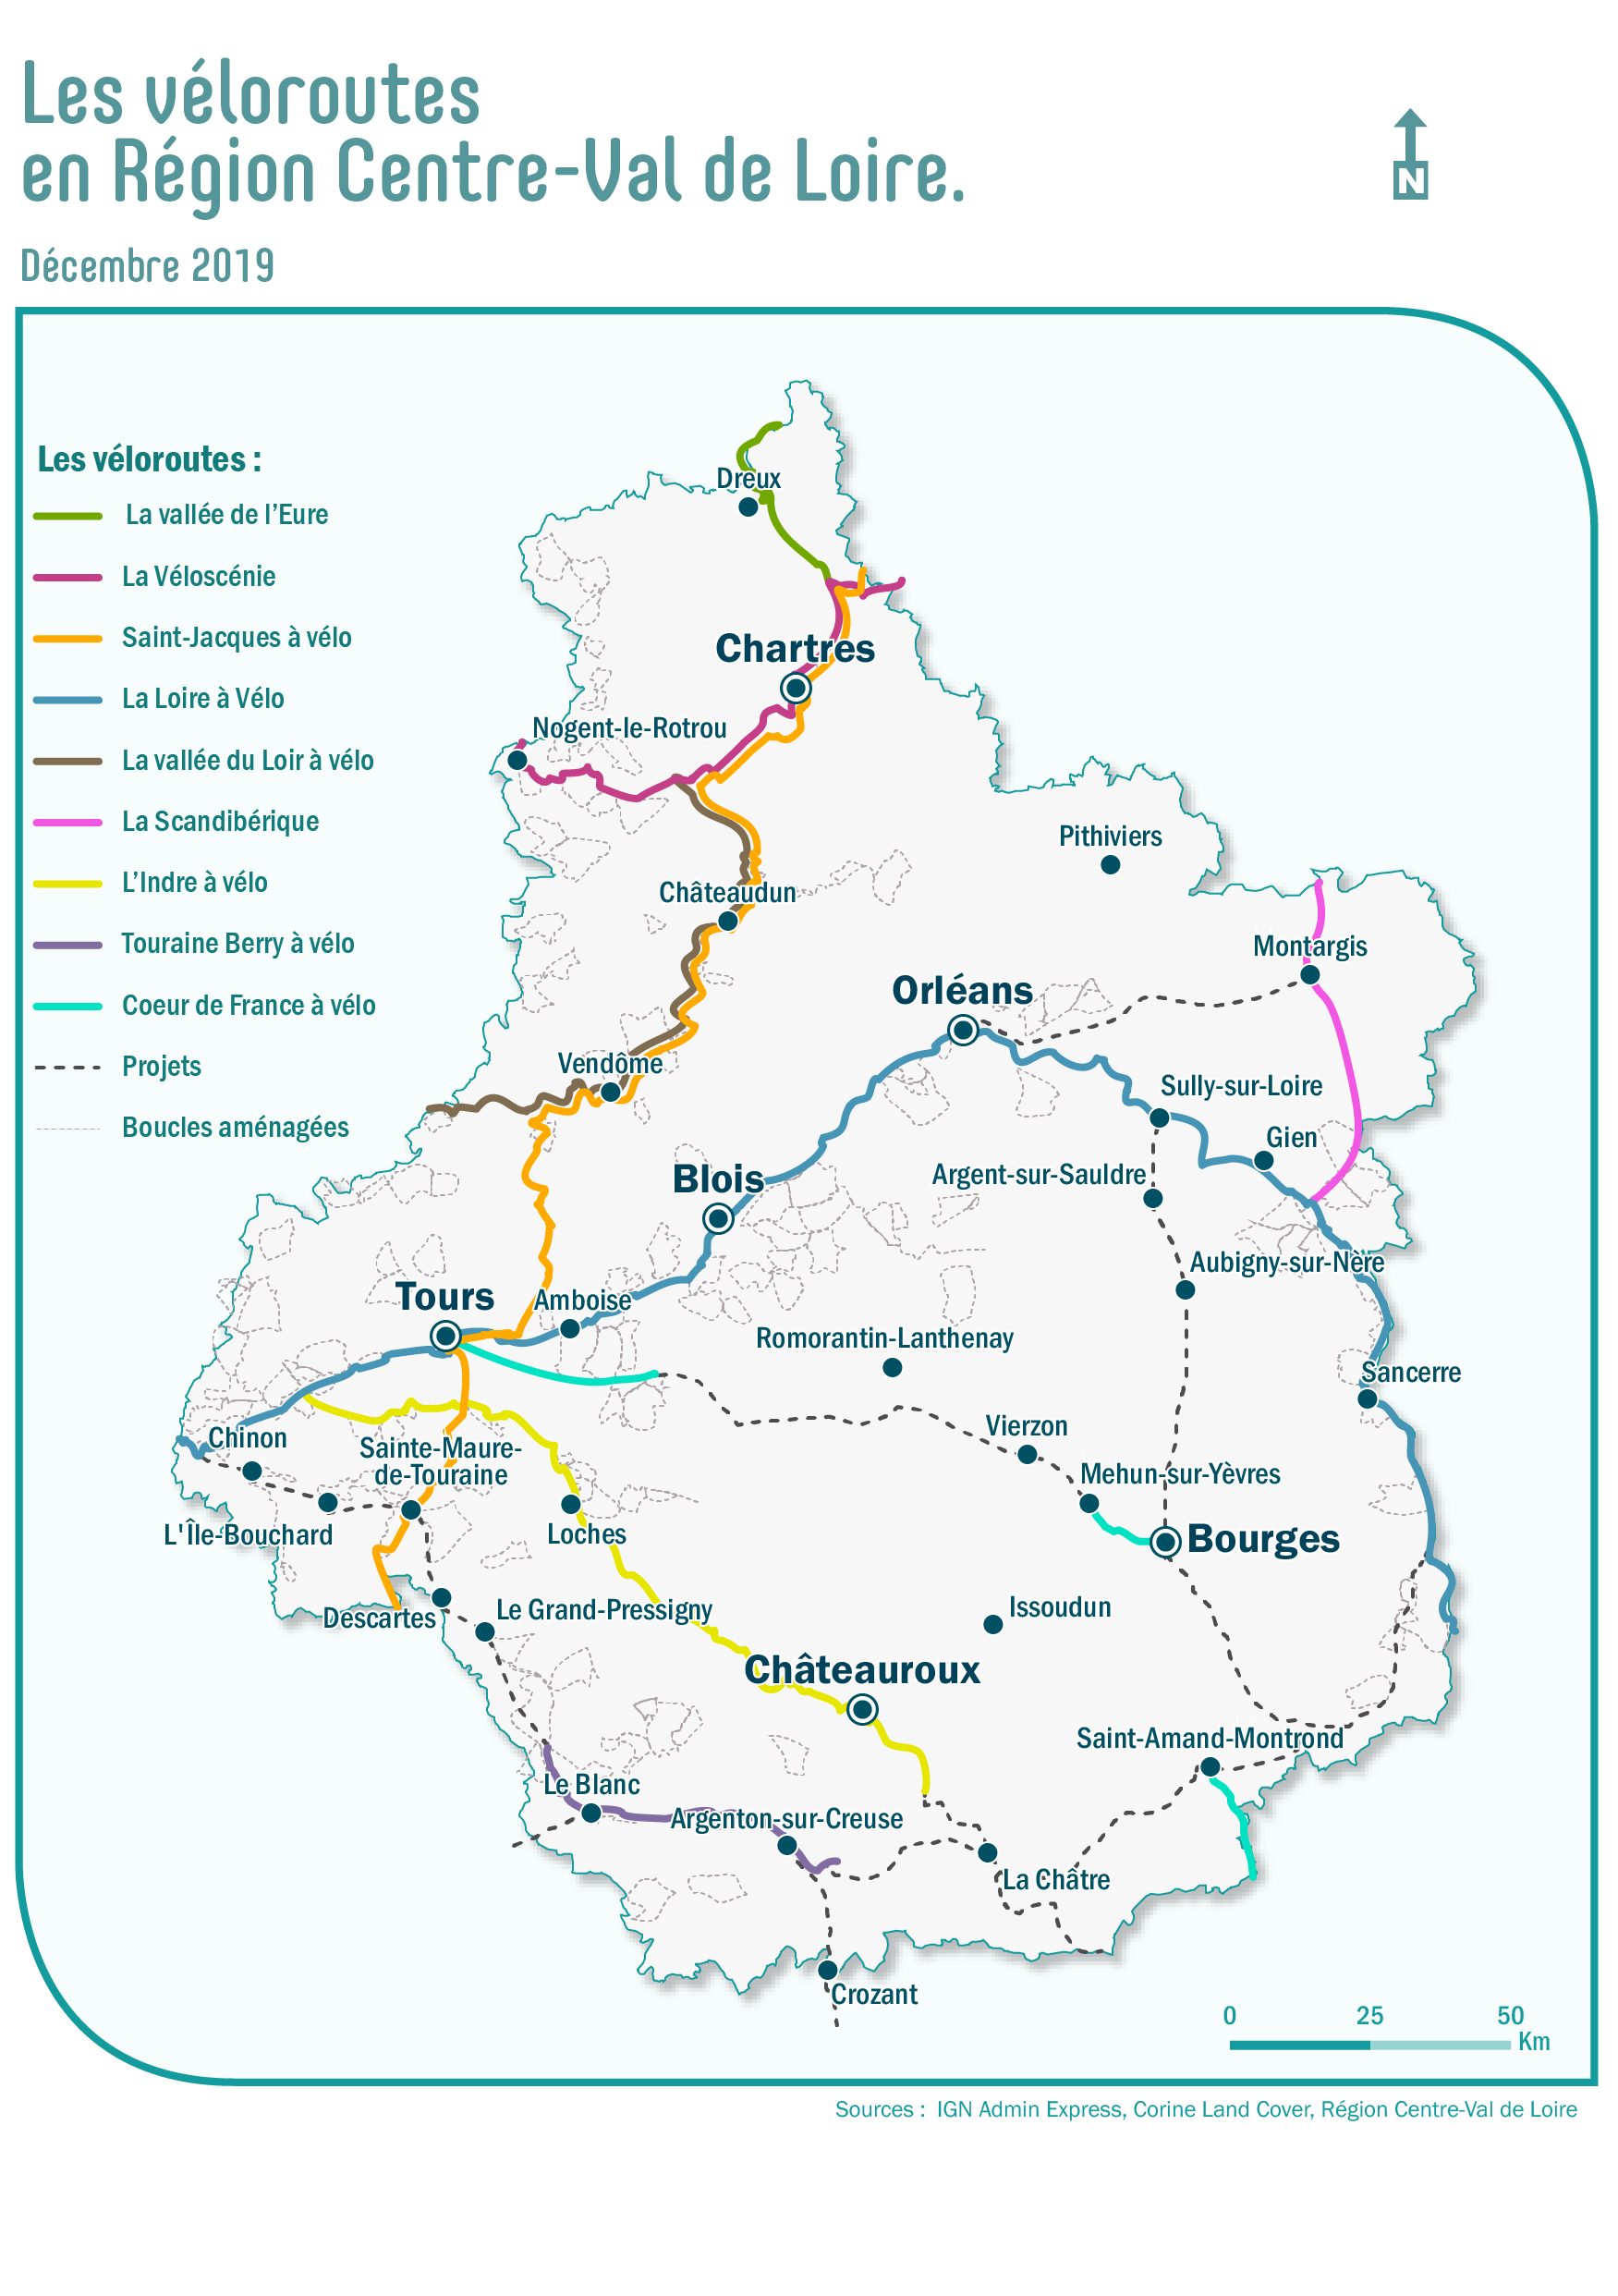 Les véloroutes
en Région Centre-Val de Loire.
N
Décembre 2019
Les véloroutes :
La vallée de l’Eure
La Véloscénie
Saint-Jacques à vélo
La Loire à Vélo
La vallée du Loir à vélo
La Scandibérique
L’Indre à vélo
Touraine Berry à vélo
Coeur de France à vélo
Projets
Boucles aménagées
Dreux
Chartres
Nogent-le-Rotrou
Pithiviers
Châteaudun
Montargis
Orléans
Vendôme
Sully-sur-Loire
Gien
Argent-sur-Sauldre
Blois
Aubigny-sur-Nère
Tours
Amboise
Romorantin-Lanthenay
Sancerre
Vierzon
Chinon
Sainte-Maure-
de-Touraine
Mehun-sur-Yèvres
L'Île-Bouchard
Loches
Bourges
Descartes
Le Grand-Pressigny
Issoudun
Châteauroux
Saint-Amand-Montrond
Le Blanc
Argenton-sur-Creuse
La Châtre
Crozant
0 25 50
Km
Sources : IGN Admin Express, Corine Land Cover, Région Centre-Val de Loire